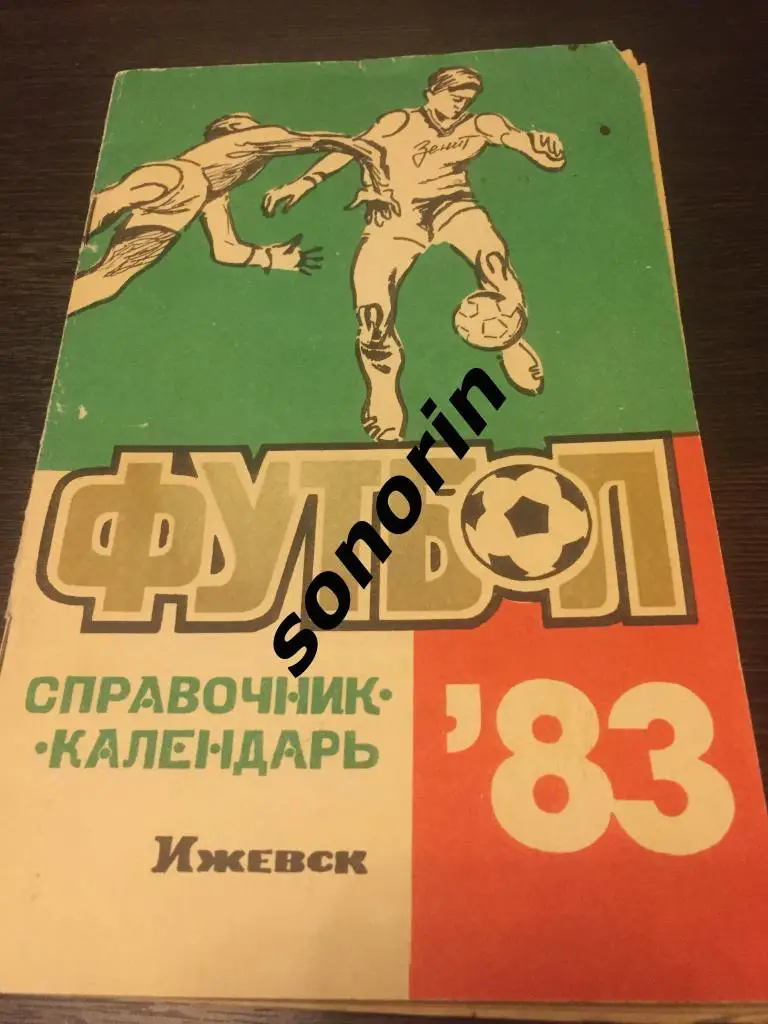 Зенит
ФУТБОЛ
sonorin
СПРАВОЧНИК•
•КАЛЕНДАРЬ
'83
ИЖЕВСК